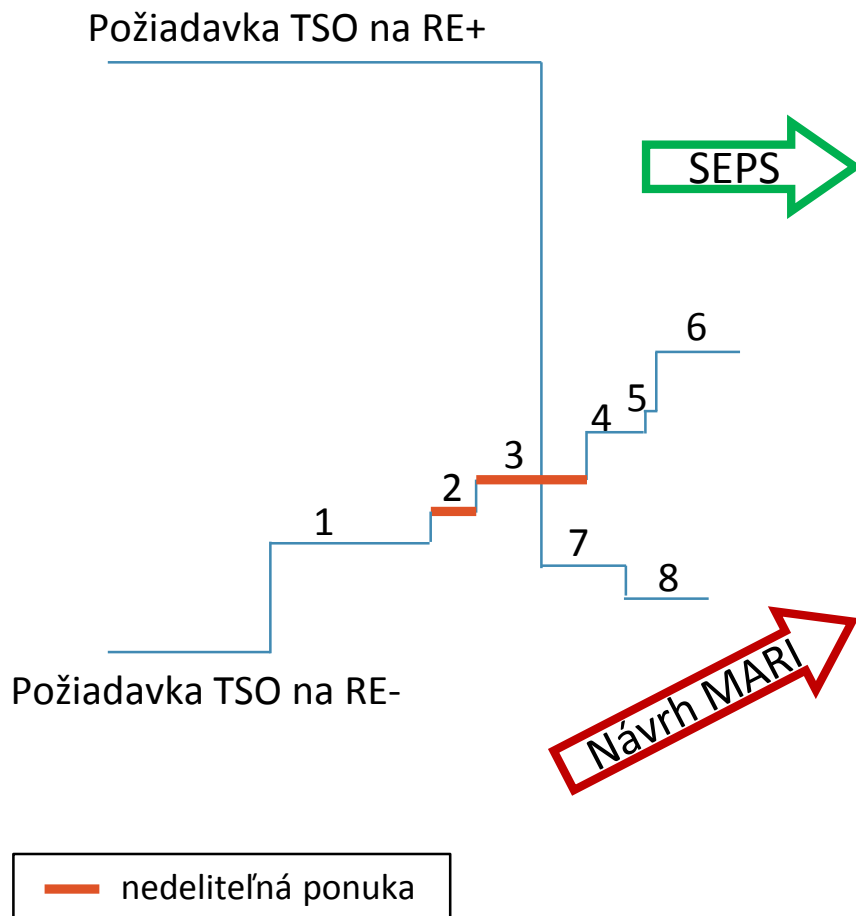 Požiadavka TSO na RE+
SEPS
6
5
4
3
2
1
7
8
Požiadavka TSO na RE-
Návrh MARI
nedeliteľná ponuka